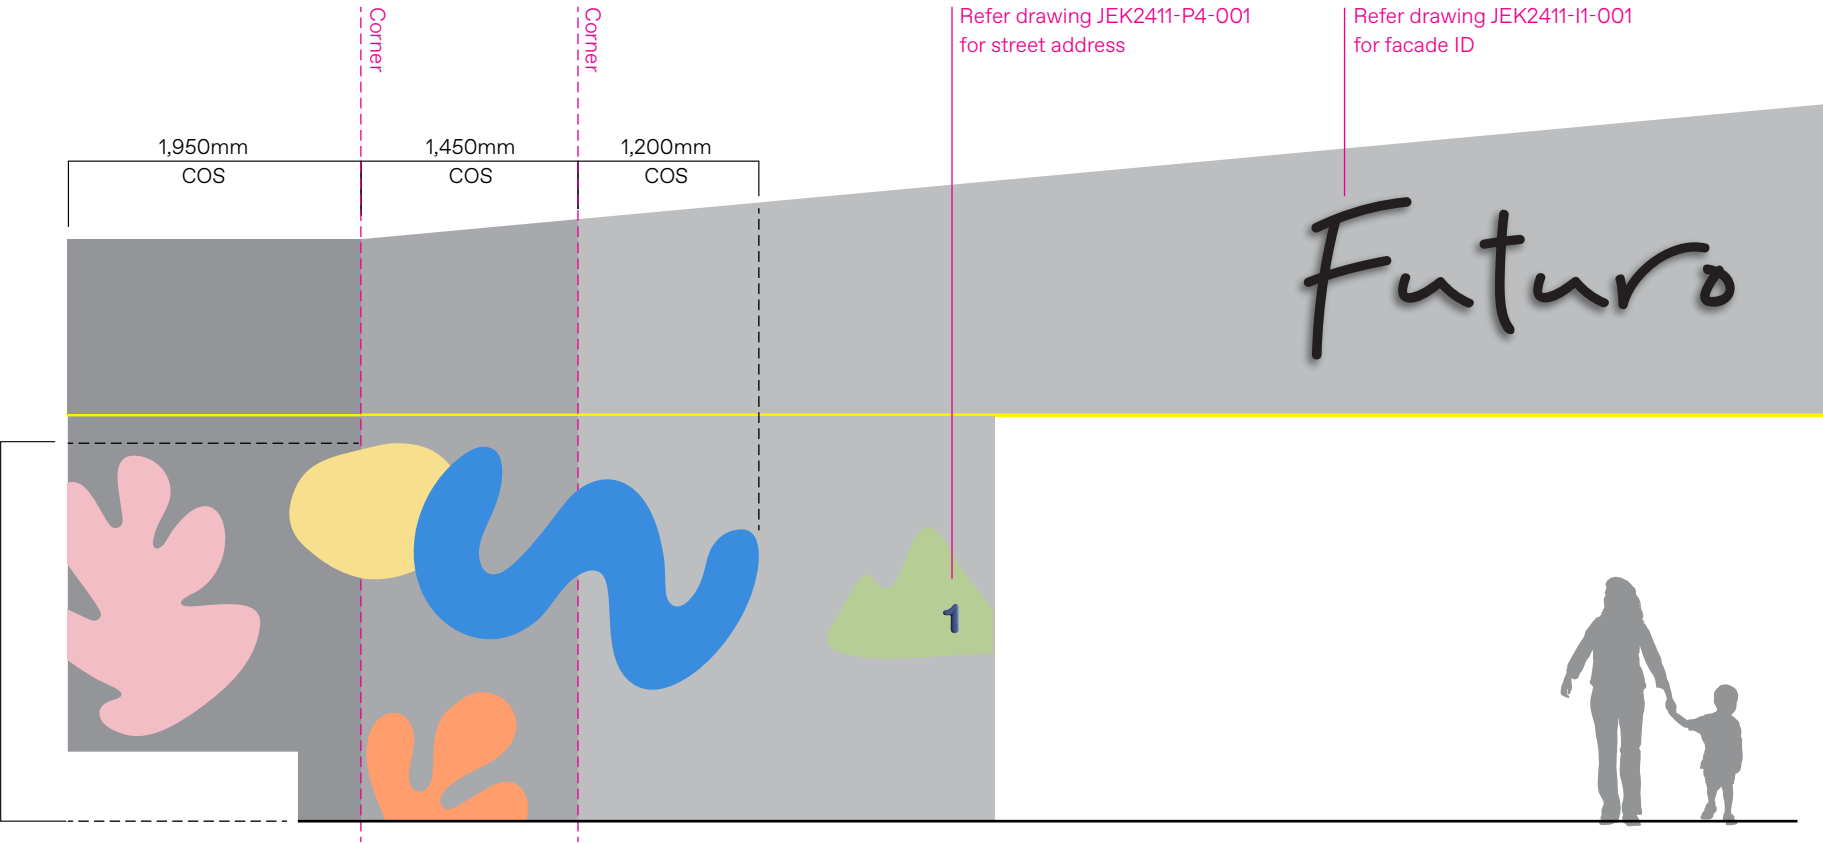 Corner
Corner
Refer drawing JEK2411-P4-001
for street address
Refer drawing JEK2411-I1-001
for facade ID
1,950mm
COS
1,450mm
COS
1,200mm
COS
Futuro
1